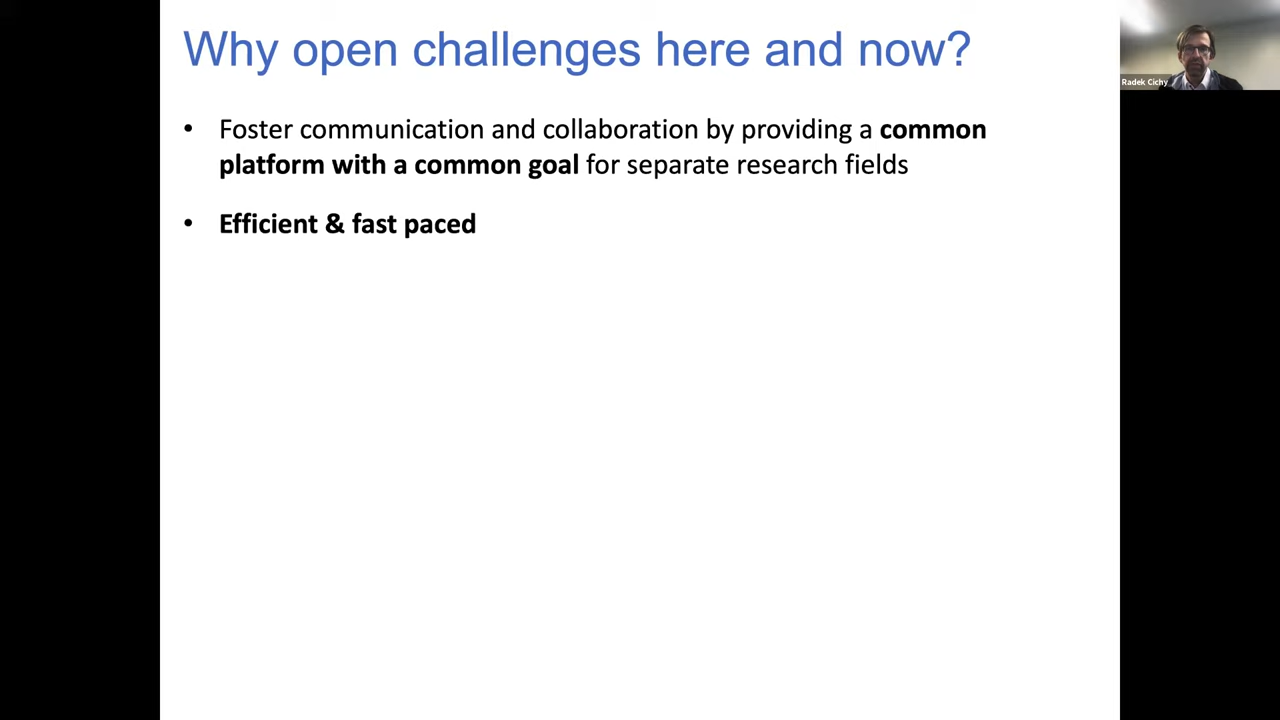 Why open challenges here and now?
Radek Cichy
• Foster communication and collaboration by providing a common
platform with a common goal for separate research fields
• Efficient & fast paced